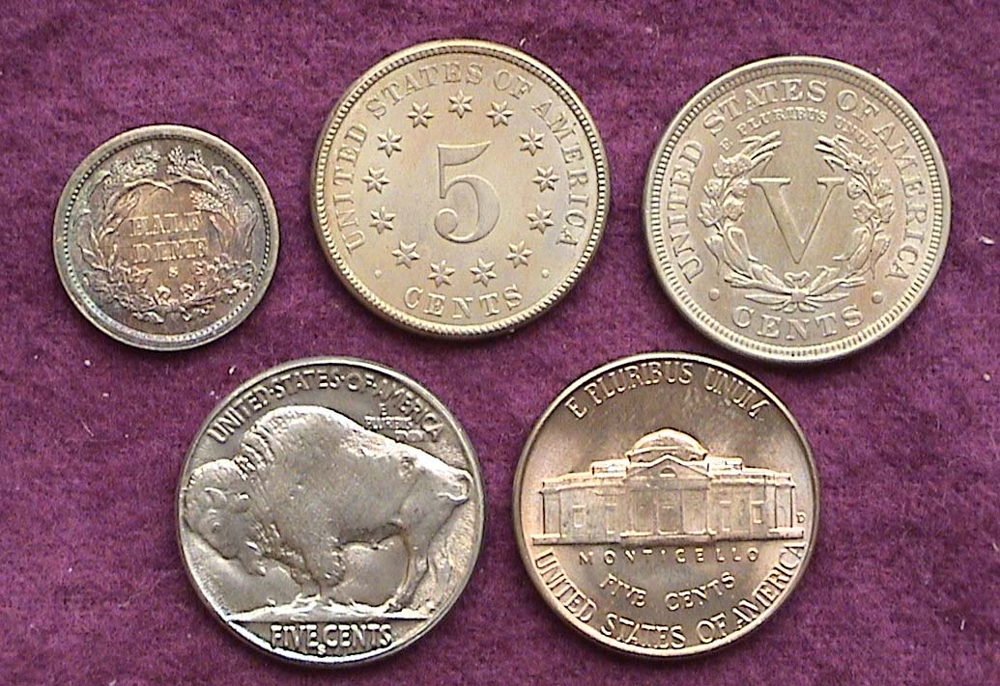 HALF
DIME
S
UNITED STATES OF AMERICA
5
CENTS
UNITED STATES OF AMERICA
E PLURIBUS UNUM
V
CENTS
UNITED·STATES·OF·AMERICA
E
PLURIBUS
UNUM
FIVE CENTS
S
E PLURIBUS UNUM
D
MONTICELLO
FIVE CENTS
UNITED STATES OF AMERICA